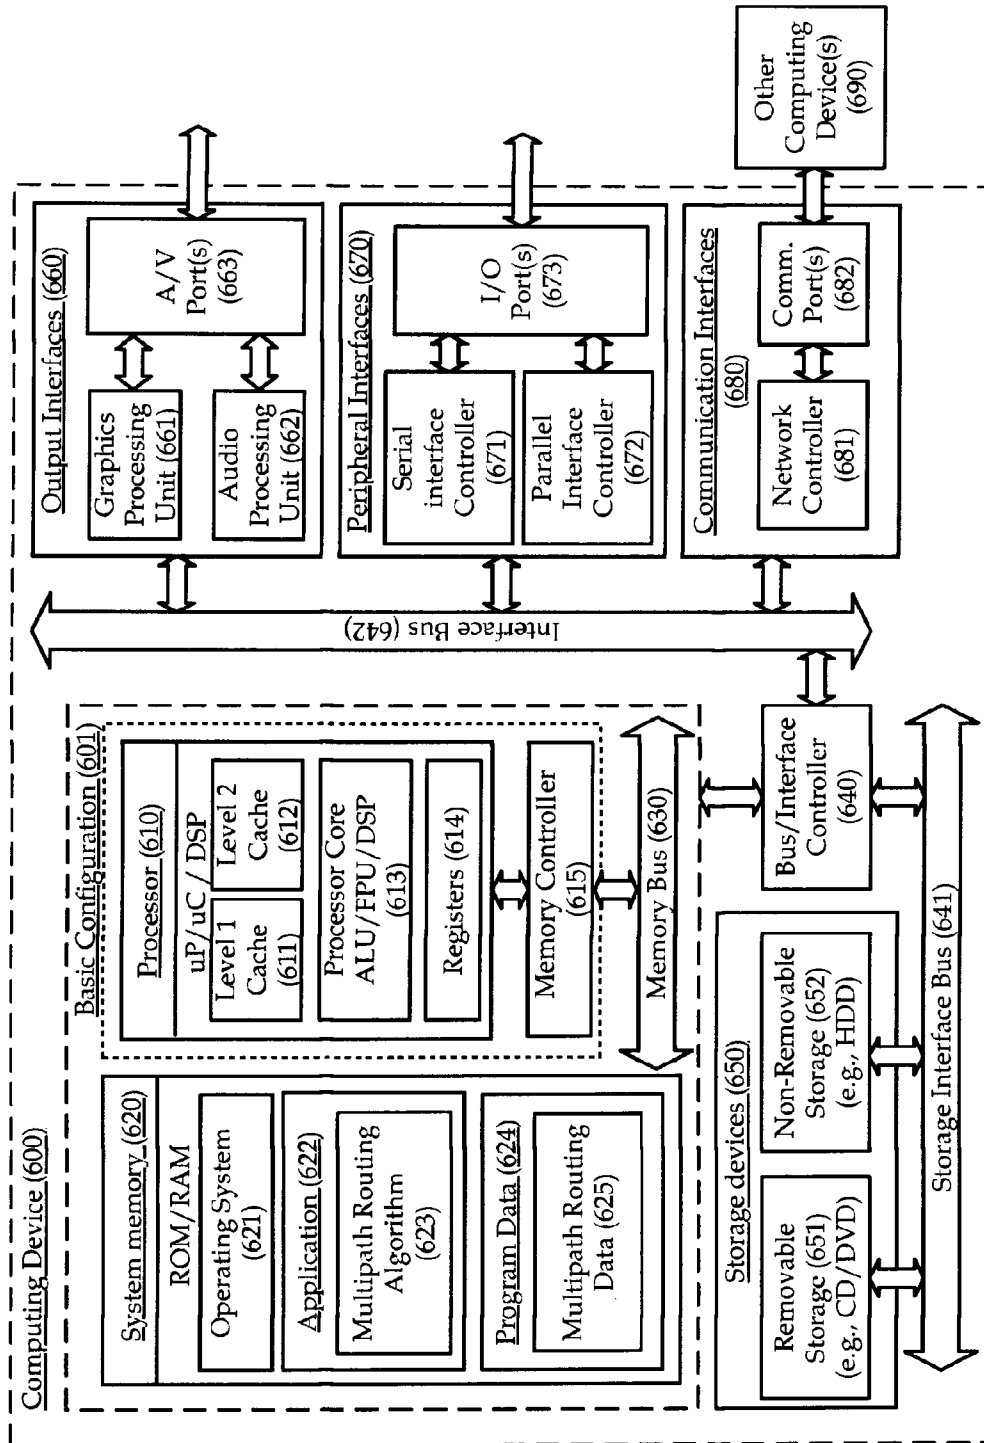 Computing Device (600)
Basic Configuration (601)
System memory (620)
ROM/RAM
Operating System
(621)
Application (622)
Multipath Routing
Algorithm
(623)
Program Data (624)
Multipath Routing
Data (625)
Processor (610)
uP/uC / DSP
Level 1
Cache
(611)
Level 2
Cache
(612)
Processor Core
ALU/FPU/DSP
(613)
Registers (614)
Memory Controller
(615)
Memory Bus (630)
Storage devices (650)
Removable
Storage (651)
(e.g., CD/DVD)
Non-Removable
Storage (652)
(e.g., HDD)
Bus/Interface
Controller
(640)
Storage Interface Bus (641)
Interface Bus (642)
Output Interfaces (660)
Graphics
Processing
Unit (661)
Audio
Processing
Unit (662)
A/V
Port(s)
(663)
Peripheral Interfaces (670)
Serial
interface
Controller
(671)
Parallel
Interface
Controller
(672)
I/O
Port(s)
(673)
Communication Interfaces
(680)
Network
Controller
(681)
Comm.
Port(s)
(682)
Other
Computing
Device(s)
(690)